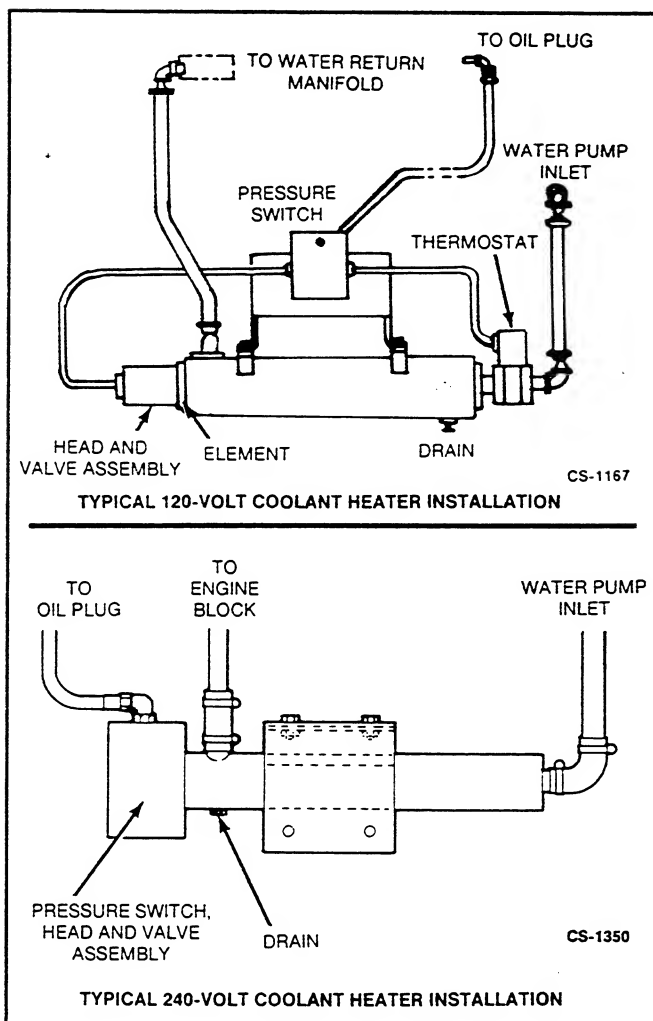 TO WATER RETURN
MANIFOLD
TO OIL PLUG
WATER PUMP
INLET
PRESSURE
SWITCH
THERMOSTAT
HEAD AND
VALVE ASSEMBLY
ELEMENT
DRAIN
CS-1167
TYPICAL 120-VOLT COOLANT HEATER INSTALLATION
TO
OIL PLUG
TO
ENGINE
BLOCK
WATER PUMP
INLET
PRESSURE SWITCH,
HEAD AND VALVE
ASSEMBLY
DRAIN
CS-1350
TYPICAL 240-VOLT COOLANT HEATER INSTALLATION